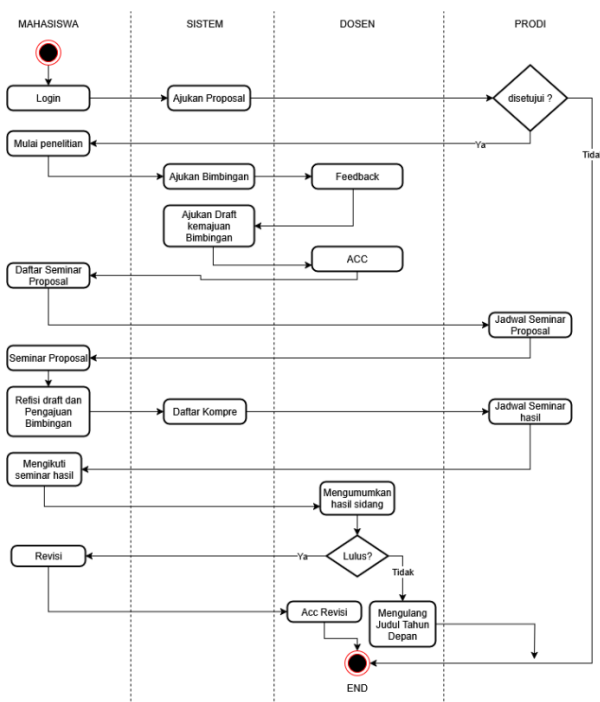 MAHASISWA
SISTEM
DOSEN
PRODI
Login
Ajukan Proposal
disetujui ?
Mulai penelitian
Ya
Tida
Ajukan Bimbingan
Feedback
Ajukan Draft
kemajuan
Bimbingan
ACC
Daftar Seminar
Proposal
Jadwal Seminar
Proposal
Seminar Proposal
Refisi draft dan
Pengajuan
Bimbingan
Daftar Kompre
Jadwal Seminar
hasil
Mengikuti
seminar hasil
Mengumumkan
hasil sidang
Revisi
Ya
Lulus?
Tidak
Acc Revisi
Mengulang
Judul Tahun
Depan
END